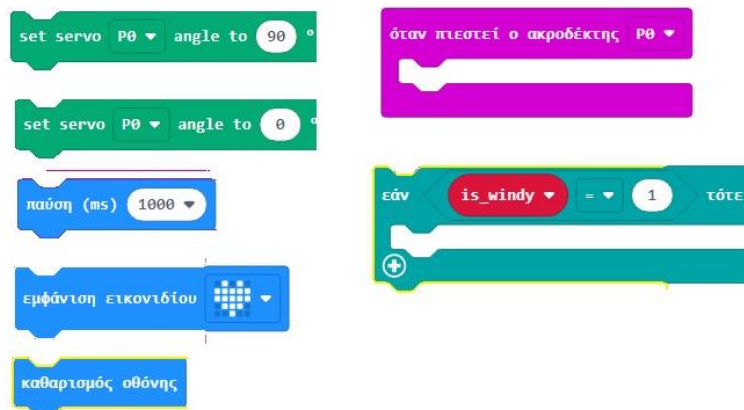 set servo P0 angle to 90 °
set servo P0 angle to 0 °
παύση (ms) 1000
εμφάνιση εικονιδίου
καθαρισμός οθόνης
όταν πιεστεί ο ακροδέκτης P0
εάν is_windy = 1 τότε